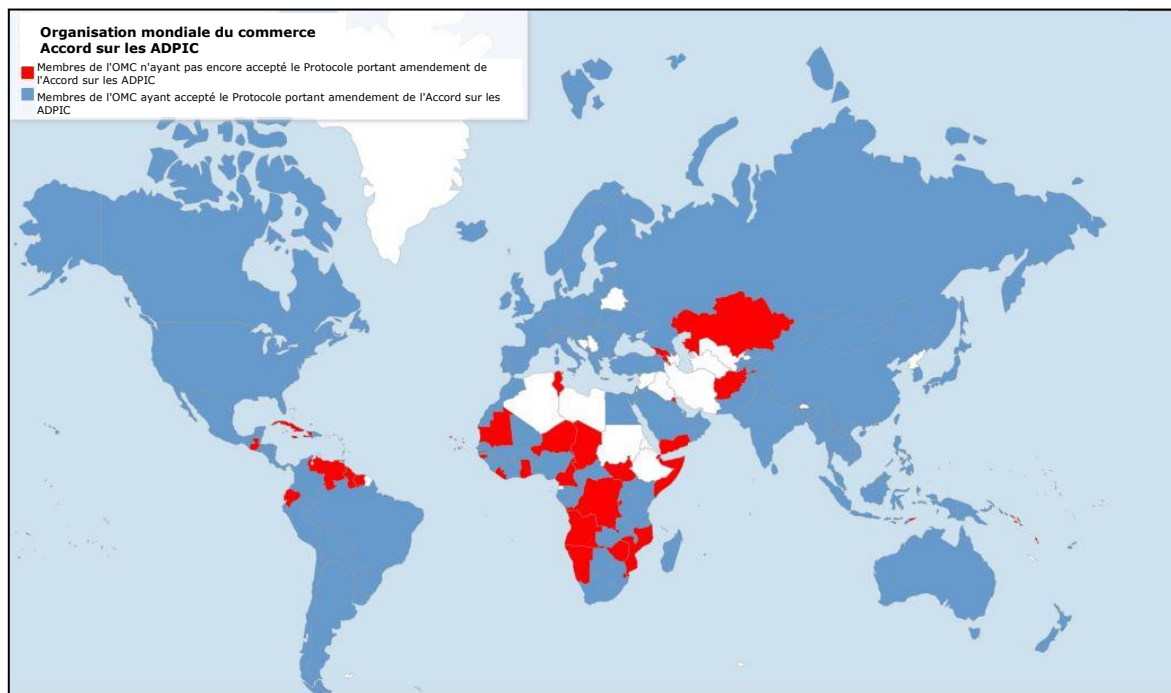 Organisation mondiale du commerce
Accord sur les ADPIC
Membres de l'OMC n'ayant pas encore accepté le Protocole portant amendement de
l'Accord sur les ADPIC
Membres de l'OMC ayant accepté le Protocole portant amendement de l'Accord sur les
ADPIC